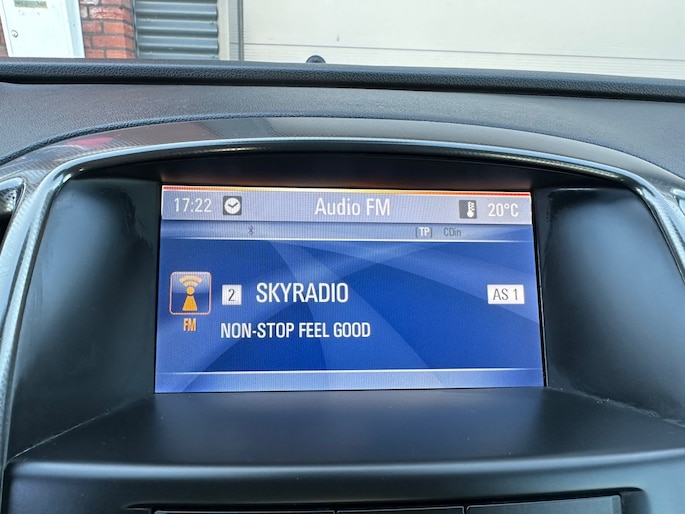 17:22 Audio FM 20°C
TP CDin
2 SKYRADIO AS 1
FM NON-STOP FEEL GOOD